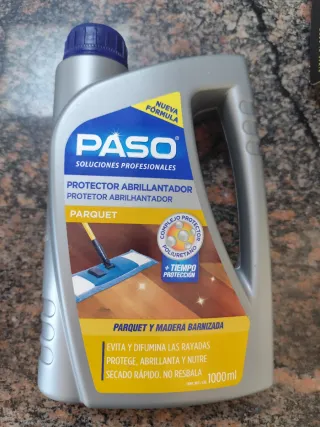 NUEVA
FÓRMULA
PASO®
SOLUCIONES PROFESIONALES
PROTECTOR ABRILLANTADOR
PROTETOR ABRILHANTADOR
PARQUET
COMPLEJO PROTECTOR
POLIURETANO
+ TIEMPO
PROTECCIÓN
PARQUET Y MADERA BARNIZADA
EVITA Y DIFUMINA LAS RAYADAS
PROTEGE, ABRILLANTA Y NUTRE
SECADO RÁPIDO. NO RESBALA
1000ml